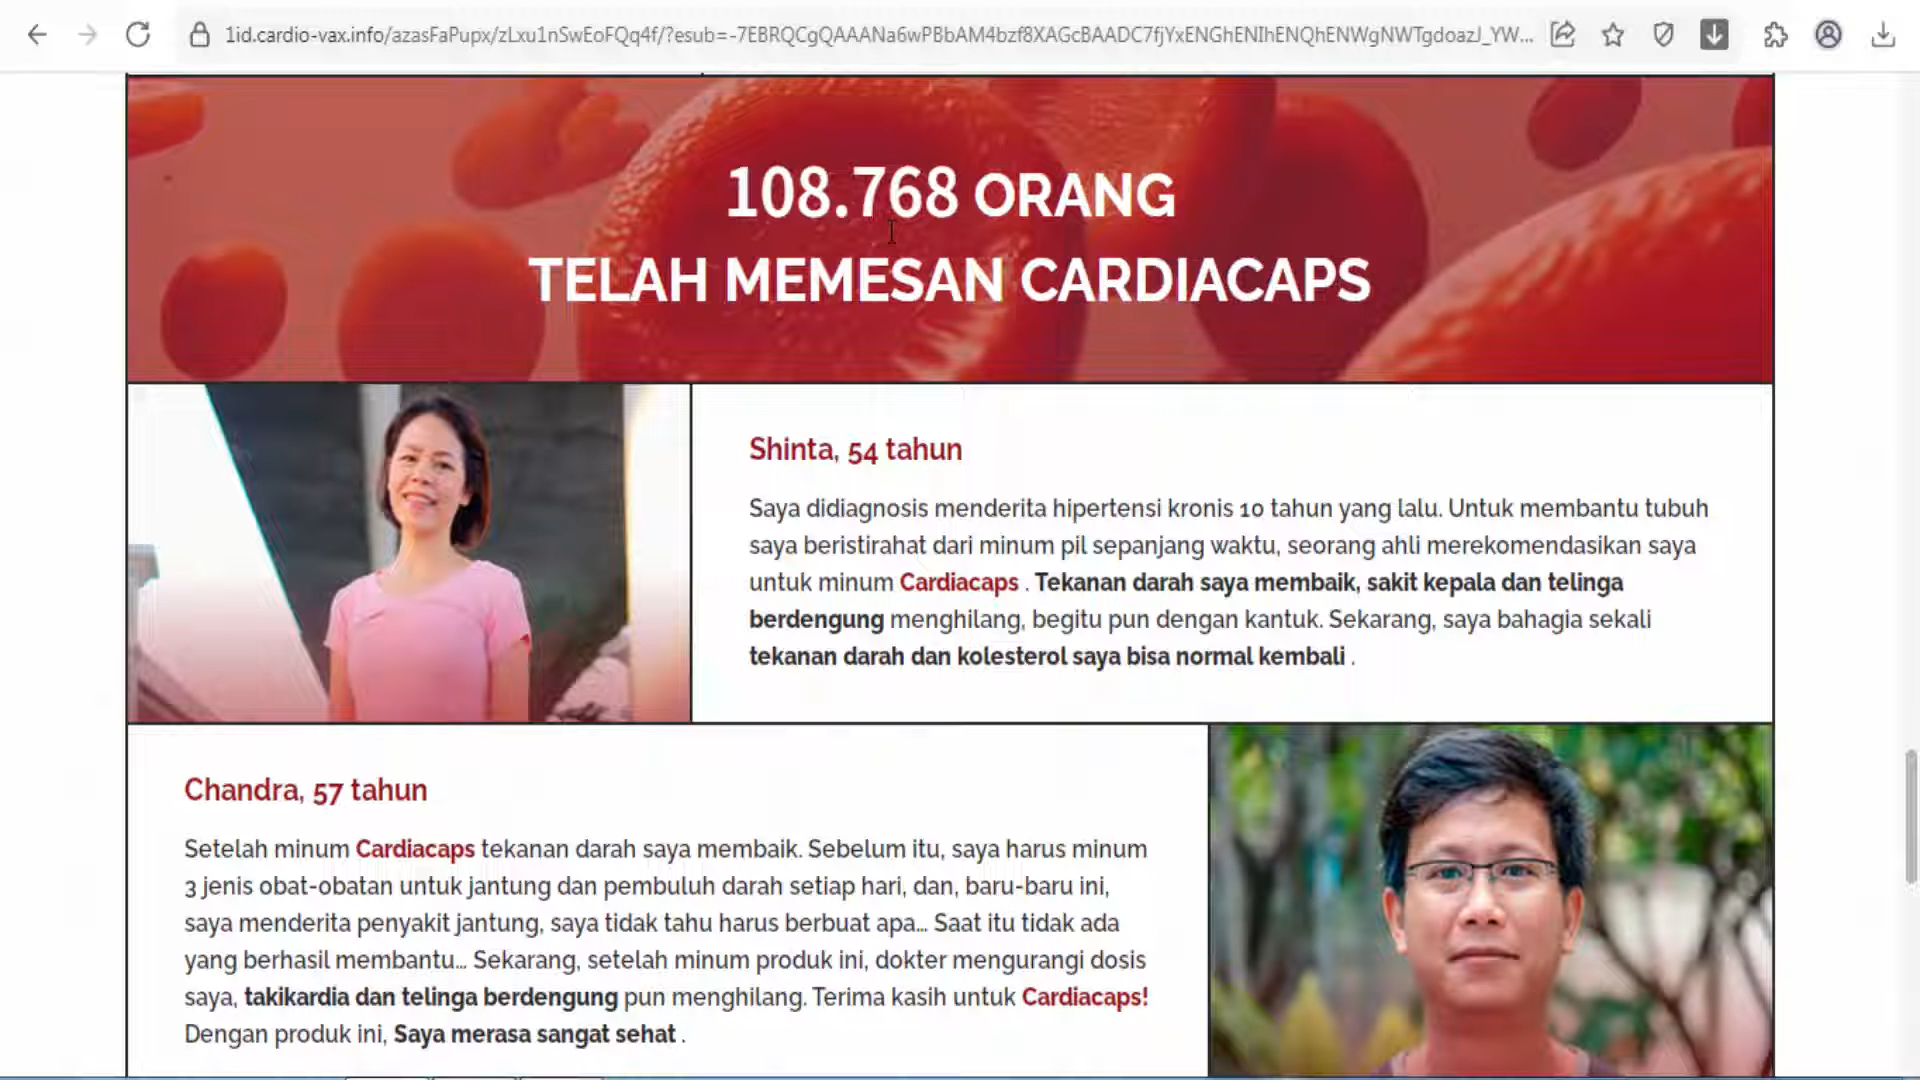 1id.cardio-vax.info/azasFaPupx/zLxu1nSwEoFQq4f/?esub=-7EBRQCgQAAANa6wPBbAM4bzf8XAGcBAADC7fjYxENGhENIhENQhENWgNWTgdoazJ_YW...
108.768 ORANG
TELAH MEMESAN CARDIACAPS
Shinta, 54 tahun
Saya didiagnosis menderita hipertensi kronis 10 tahun yang lalu. Untuk membantu tubuh
saya beristirahat dari minum pil sepanjang waktu, seorang ahli merekomendasikan saya
untuk minum Cardiacaps . Tekanan darah saya membaik, sakit kepala dan telinga
berdengung menghilang, begitu pun dengan kantuk. Sekarang, saya bahagia sekali
tekanan darah dan kolesterol saya bisa normal kembali .
Chandra, 57 tahun
Setelah minum Cardiacaps tekanan darah saya membaik. Sebelum itu, saya harus minum
3 jenis obat-obatan untuk jantung dan pembuluh darah setiap hari, dan, baru-baru ini,
saya menderita penyakit jantung, saya tidak tahu harus berbuat apa... Saat itu tidak ada
yang berhasil membantu... Sekarang, setelah minum produk ini, dokter mengurangi dosis
saya, takikardia dan telinga berdengung pun menghilang. Terima kasih untuk Cardiacaps!
Dengan produk ini, Saya merasa sangat sehat .